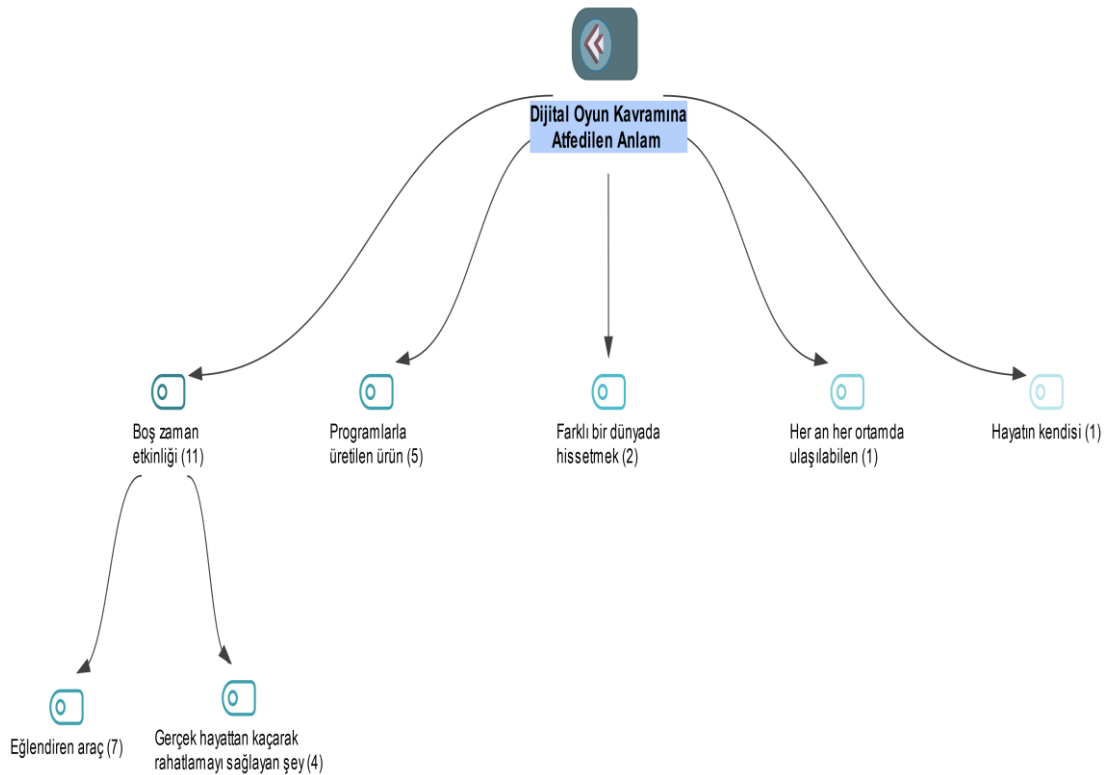 Dijital Oyun Kavramına
Atfedilen Anlam
Boş zaman
etkinliği (11)
Programlarla
üretilen ürün (5)
Farklı bir dünyada
hissetmek (2)
Her an her ortamda
ulaşılabilen (1)
Hayatın kendisi (1)
Eğlendiren araç (7)
Gerçek hayattan kaçarak
rahatlamayı sağlayan şey (4)